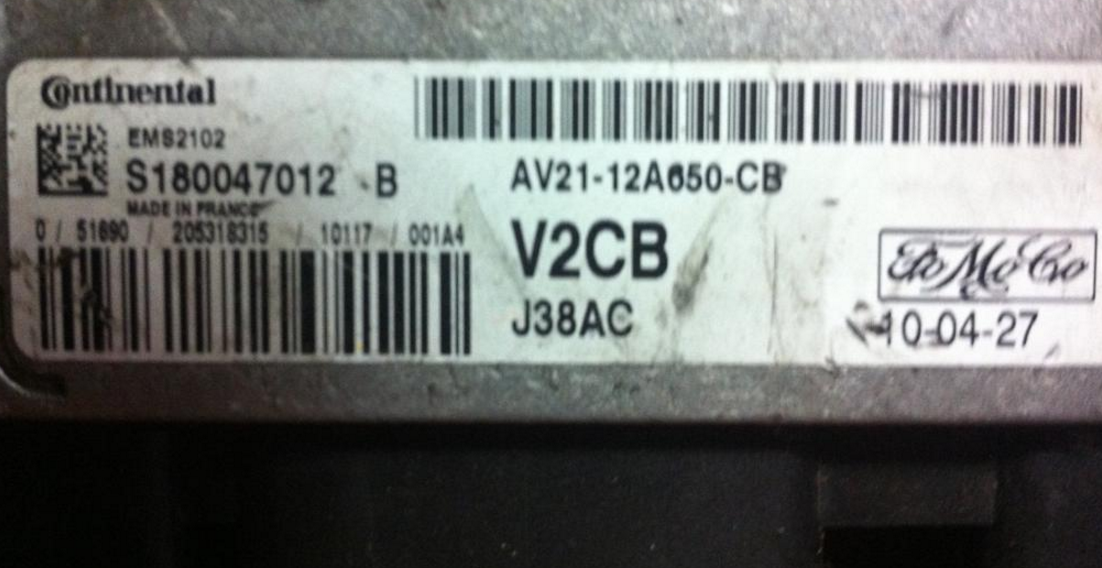 Continental
EMS2102
S180047012 B
MADE IN FRANCE
0 / 51690 / 205318315 / 10117 / 001A4
AV21-12A650-CB
V2CB
J38AC
FoMoCo
10-04-27